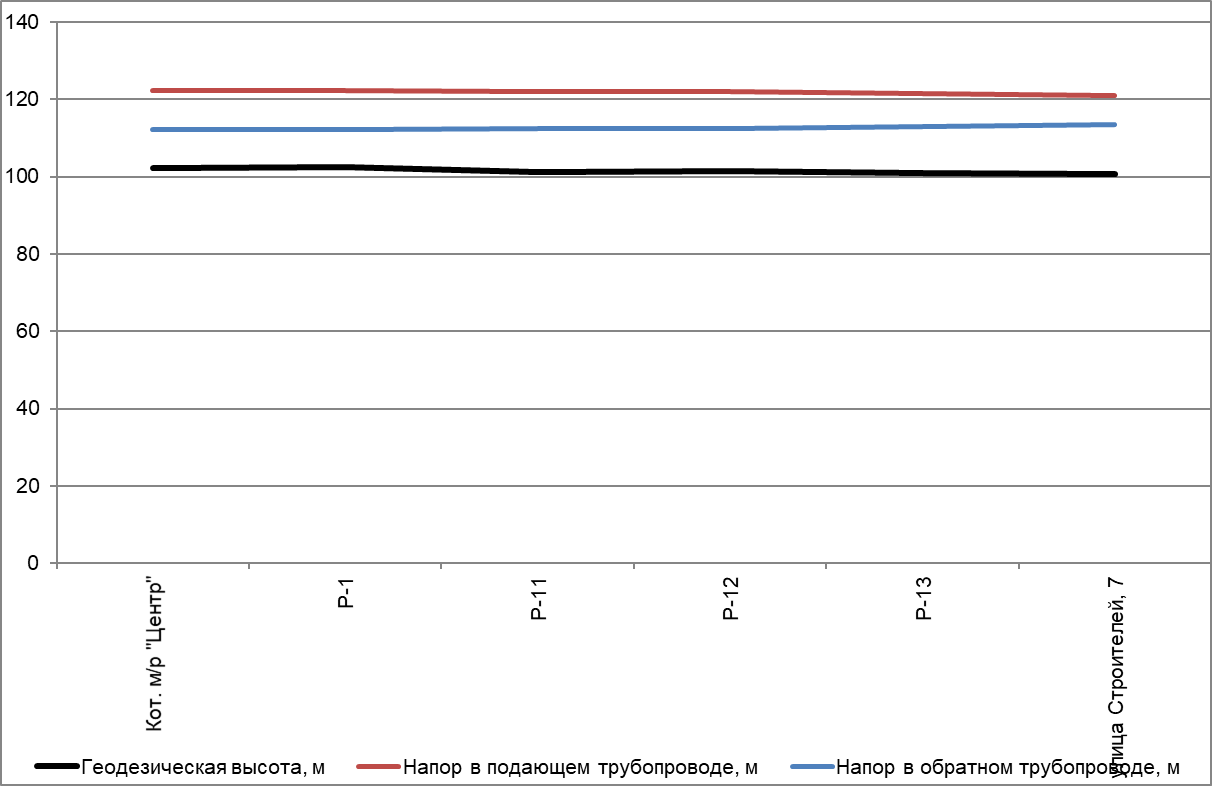 140
120
100
80
60
40
20
0
Кот. м/р "Центр"
Р-1
Р-11
Р-12
Р-13
улица Строителей, 7
Геодезическая высота, м
Напор в подающем трубопроводе, м
Напор в обратном трубопроводе, м